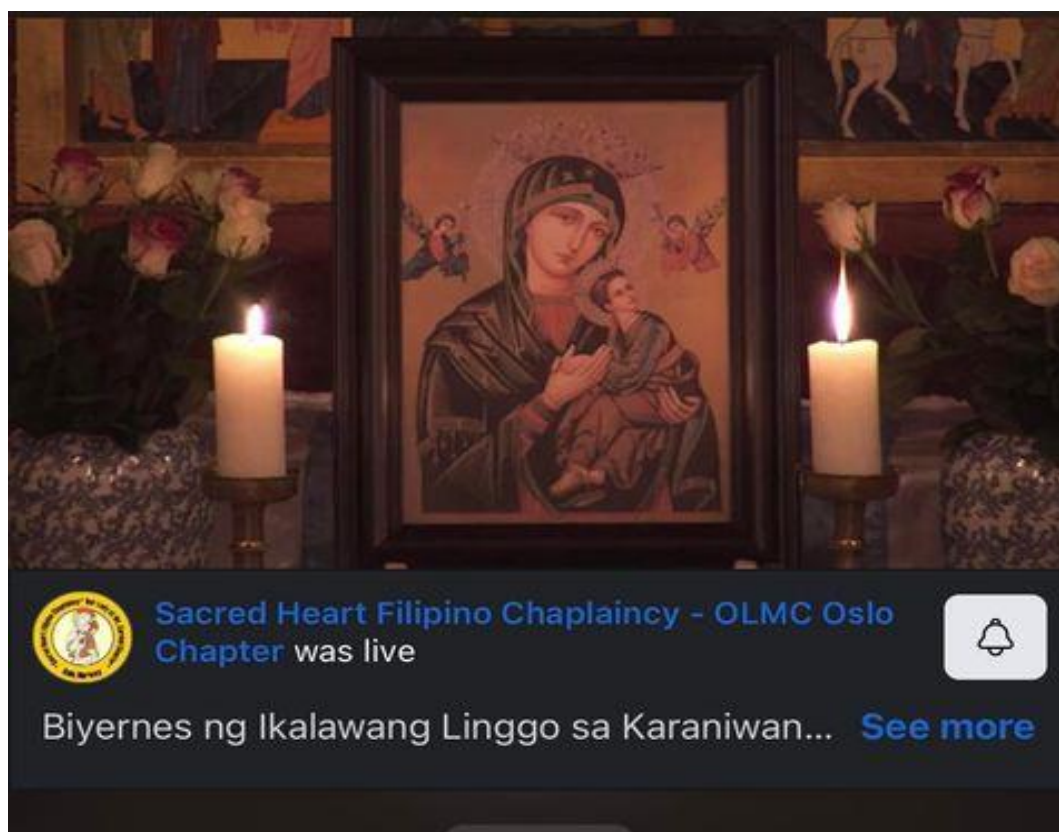 Sacred Heart Filipino Chaplaincy - OLMC Oslo
Chapter was live
Biyernes ng Ikalawang Linggo sa Karaniwan... See more